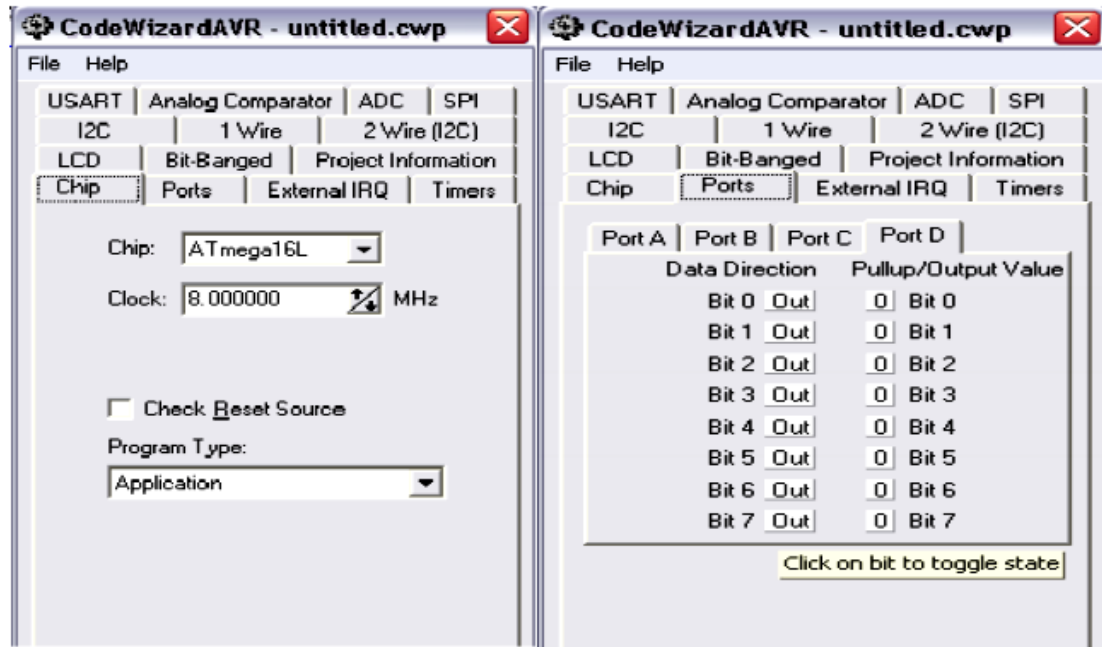 CodeWizardAVR - untitled.cwp
File Help
USART Analog Comparator ADC SPI
I2C 1 Wire 2 Wire (I2C)
LCD Bit-Banged Project Information
Chip Ports External IRQ Timers
Chip: ATmega16L
Clock: 8.000000 MHz
Check Reset Source
Program Type:
Application
CodeWizardAVR - untitled.cwp
File Help
USART Analog Comparator ADC SPI
I2C 1 Wire 2 Wire (I2C)
LCD Bit-Banged Project Information
Chip Ports External IRQ Timers
Port A Port B Port C Port D
Data Direction Pullup/Output Value
Bit 0 Out 0 Bit 0
Bit 1 Out 0 Bit 1
Bit 2 Out 0 Bit 2
Bit 3 Out 0 Bit 3
Bit 4 Out 0 Bit 4
Bit 5 Out 0 Bit 5
Bit 6 Out 0 Bit 6
Bit 7 Out 0 Bit 7
Click on bit to toggle state